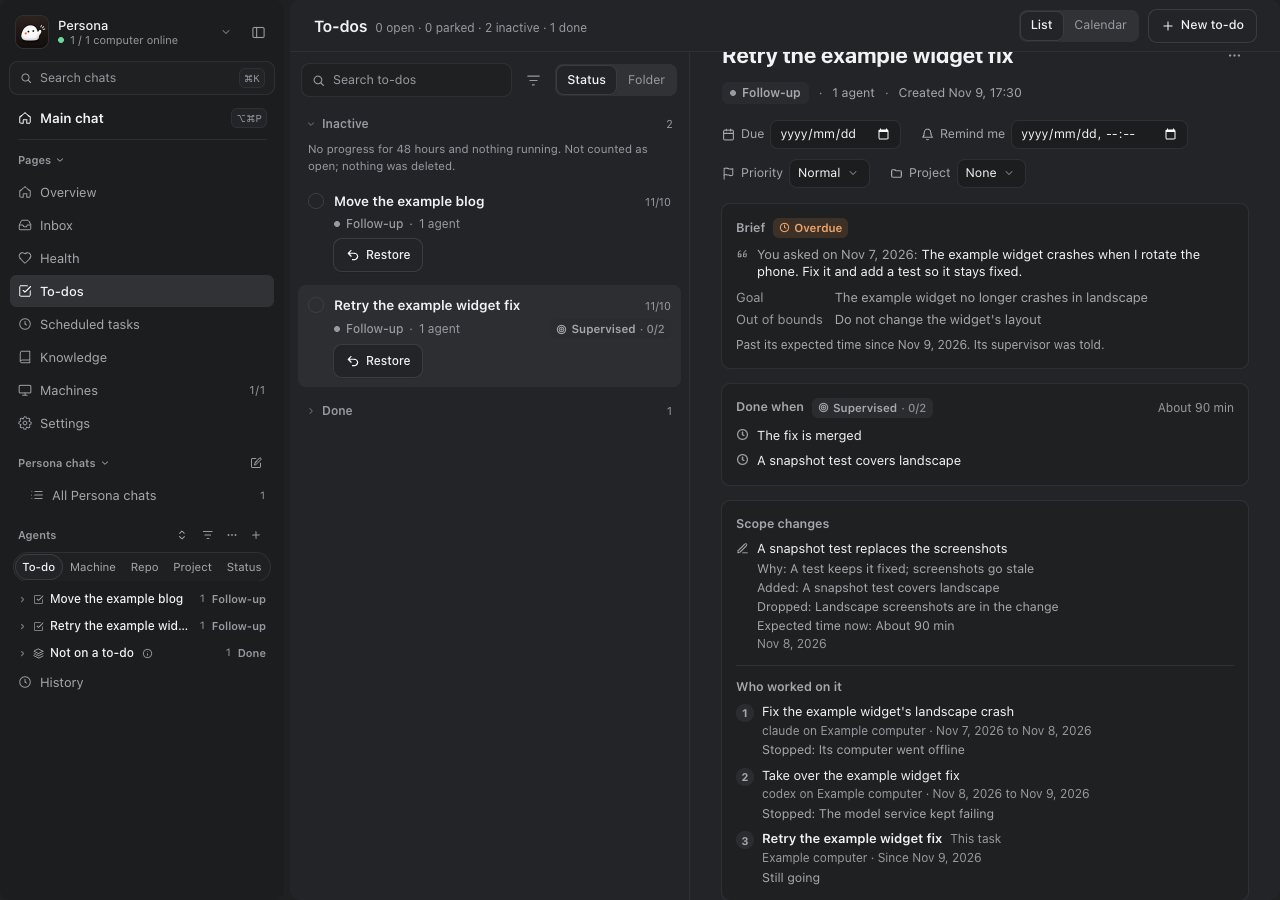 Persona
1 / 1 computer online
Search chats
⌘K
Main chat
⌥⌘P
Pages
Overview
Inbox
Health
To-dos
Scheduled tasks
Knowledge
Machines
1/1
Settings
Persona chats
All Persona chats
1
Agents
To-do
Machine
Repo
Project
Status
Move the example blog
1 Follow-up
Retry the example wid...
1 Follow-up
Not on a to-do
1 Done
History
To-dos
0 open · 0 parked · 2 inactive · 1 done
List
Calendar
New to-do
Search to-dos
Status
Folder
Inactive
2
No progress for 48 hours and nothing running. Not counted as
open; nothing was deleted.
Move the example blog
11/10
Follow-up · 1 agent
Restore
Retry the example widget fix
11/10
Follow-up · 1 agent
Supervised · 0/2
Restore
Done
1
Retry the example widget fix
Follow-up · 1 agent · Created Nov 9, 17:30
Due
yyyy/mm/dd
Remind me
yyyy/mm/dd, --:--
Priority
Normal
Project
None
Brief
Overdue
You asked on Nov 7, 2026: The example widget crashes when I rotate the
phone. Fix it and add a test so it stays fixed.
Goal
The example widget no longer crashes in landscape
Out of bounds
Do not change the widget's layout
Past its expected time since Nov 9, 2026. Its supervisor was told.
Done when
Supervised · 0/2
About 90 min
The fix is merged
A snapshot test covers landscape
Scope changes
A snapshot test replaces the screenshots
Why: A test keeps it fixed; screenshots go stale
Added: A snapshot test covers landscape
Dropped: Landscape screenshots are in the change
Expected time now: About 90 min
Nov 8, 2026
Who worked on it
1
Fix the example widget's landscape crash
claude on Example computer · Nov 7, 2026 to Nov 8, 2026
Stopped: Its computer went offline
2
Take over the example widget fix
codex on Example computer · Nov 8, 2026 to Nov 9, 2026
Stopped: The model service kept failing
3
Retry the example widget fix This task
Example computer · Since Nov 9, 2026
Still going